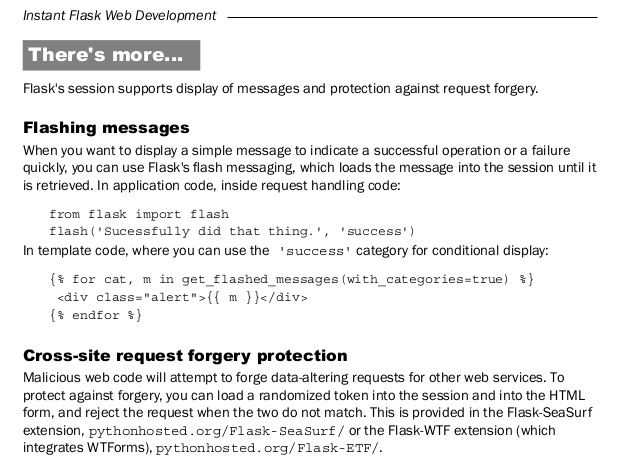 Instant Flask Web Development
There's more...
Flask's session supports display of messages and protection against request forgery.
Flashing messages
When you want to display a simple message to indicate a successful operation or a failure
quickly, you can use Flask's flash messaging, which loads the message into the session until it
is retrieved. In application code, inside request handling code:
from flask import flash
flash('Sucessfully did that thing.', 'success')
In template code, where you can use the 'success' category for conditional display:
{% for cat, m in get_flashed_messages(with_categories=true) %}
<div class="alert">{{ m }}</div>
{% endfor %}
Cross-site request forgery protection
Malicious web code will attempt to forge data-altering requests for other web services. To
protect against forgery, you can load a randomized token into the session and into the HTML
form, and reject the request when the two do not match. This is provided in the Flask-SeaSurf
extension, pythonhosted.org/Flask-SeaSurf/ or the Flask-WTF extension (which
integrates WTForms), pythonhosted.org/Flask-ETF/.